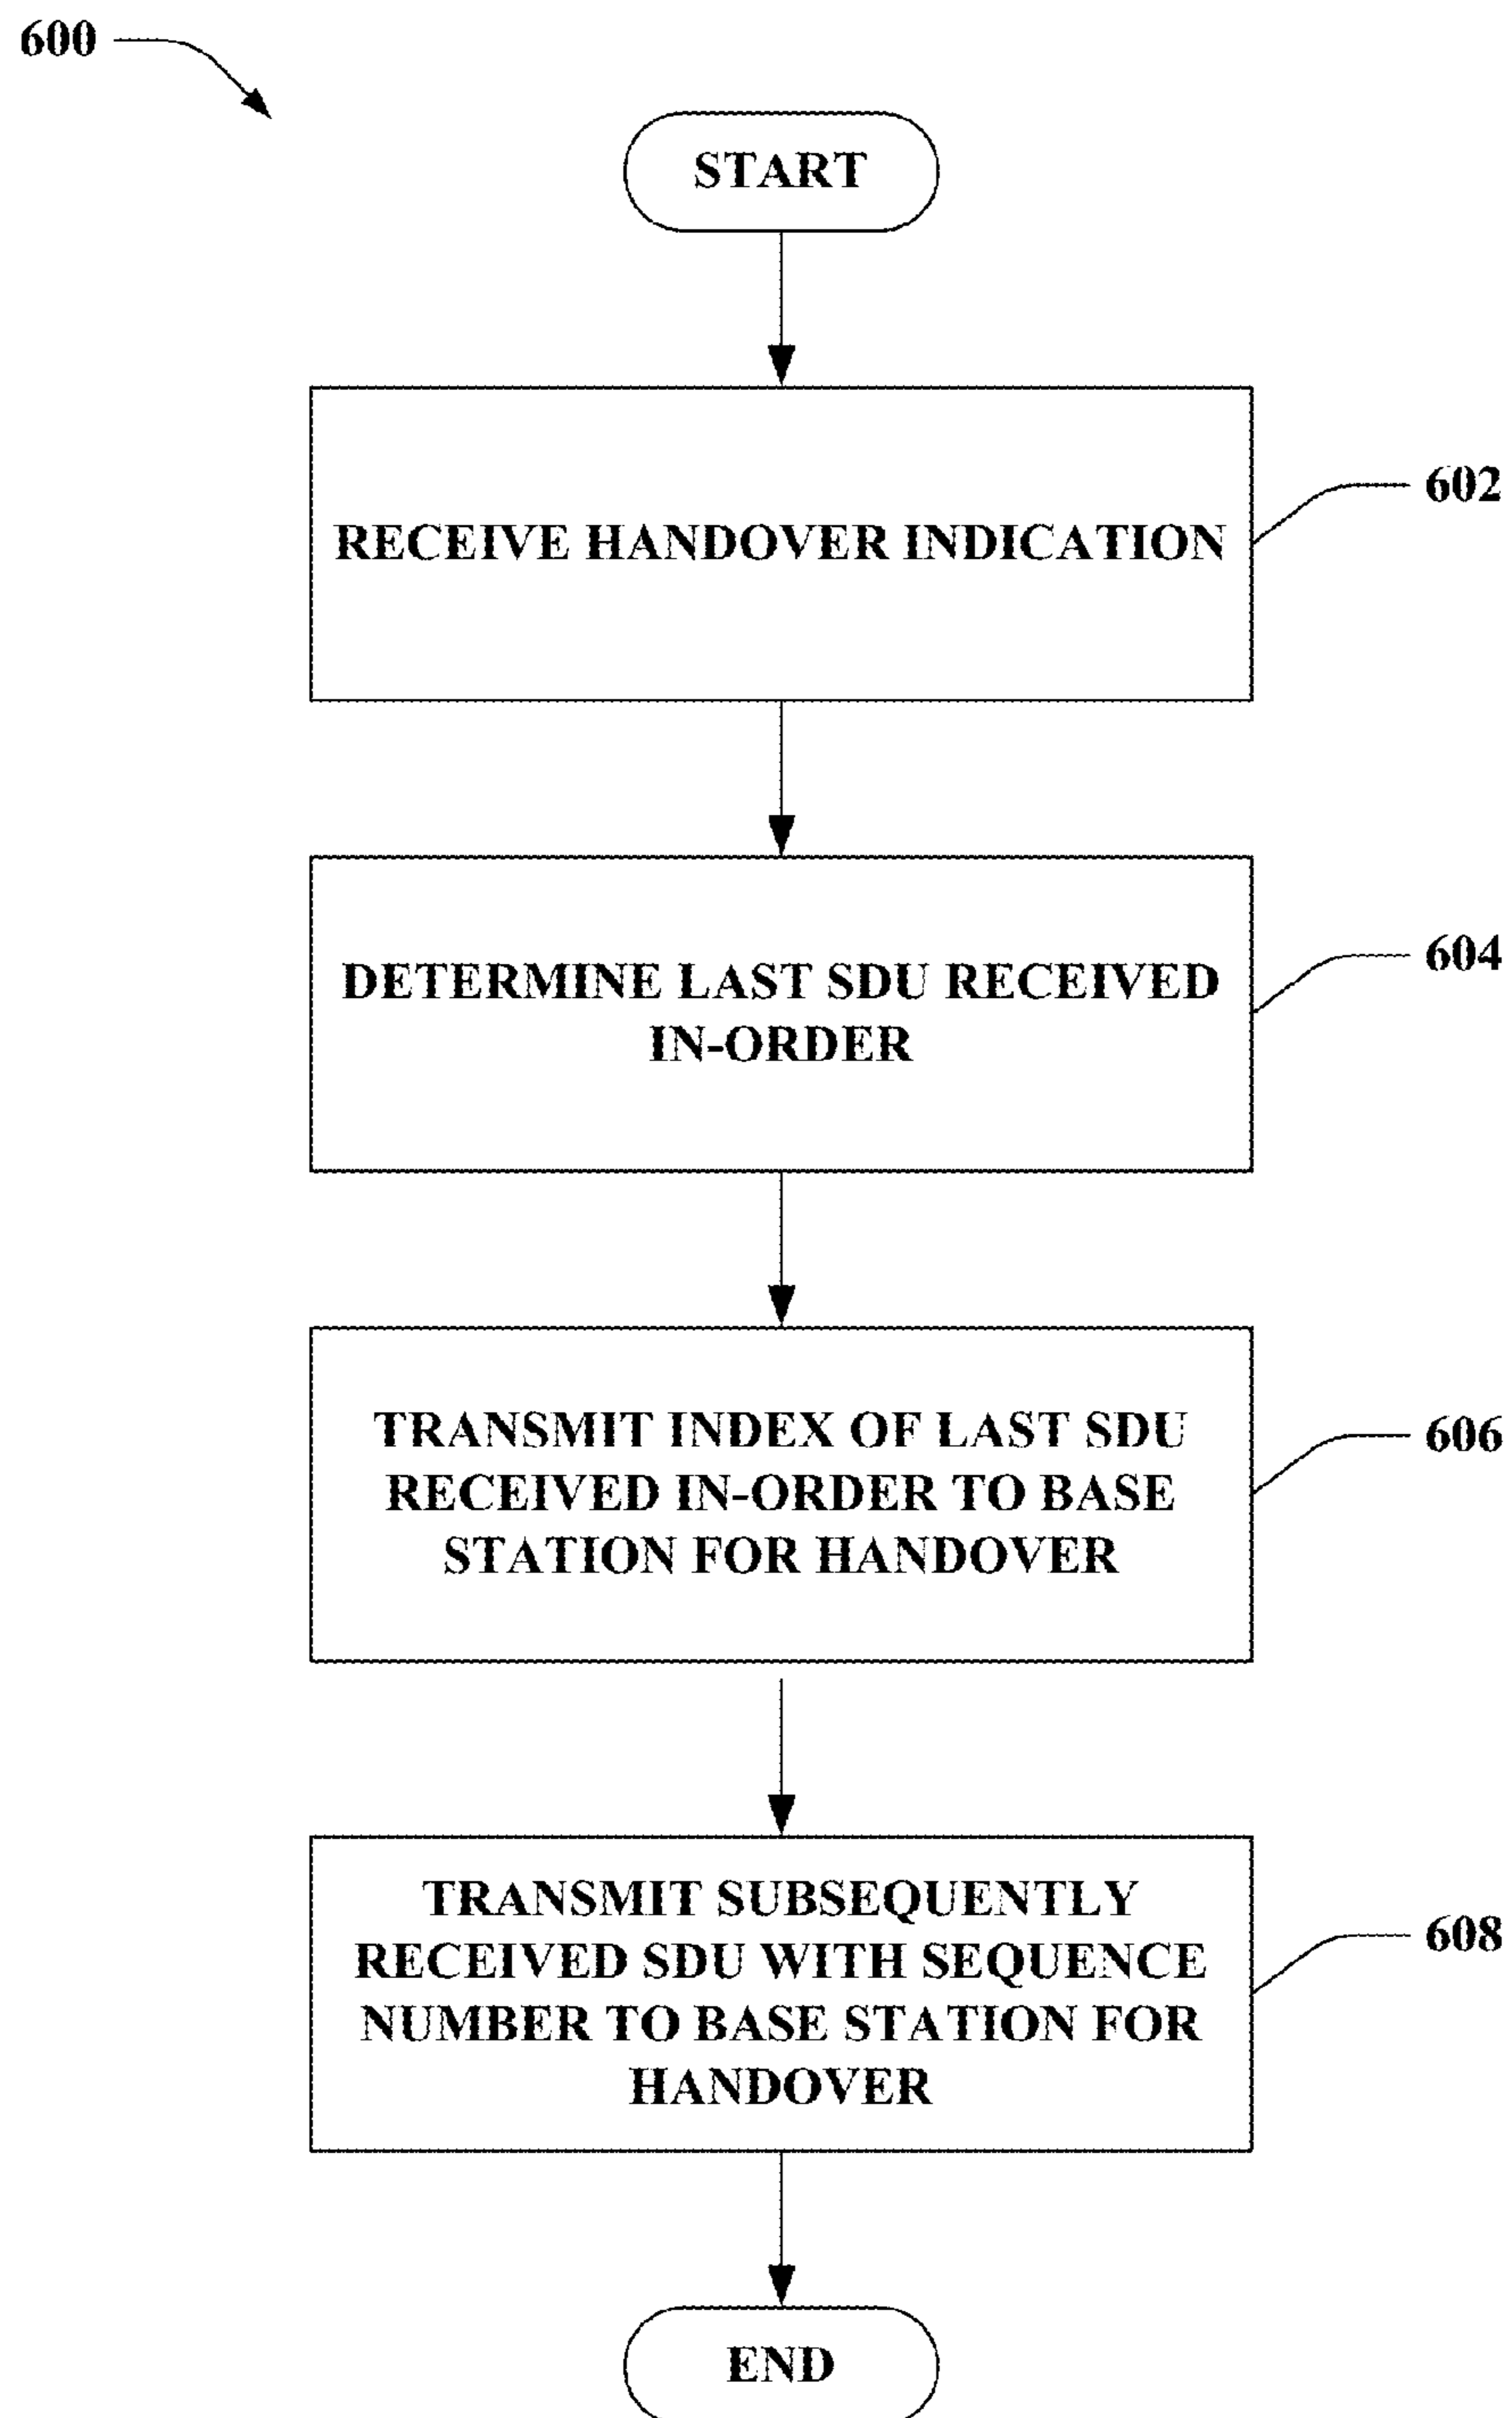 600
START
RECEIVE HANDOVER INDICATION
602
DETERMINE LAST SDU RECEIVED
IN-ORDER
604
TRANSMIT INDEX OF LAST SDU
RECEIVED IN-ORDER TO BASE
STATION FOR HANDOVER
606
TRANSMIT SUBSEQUENTLY
RECEIVED SDU WITH SEQUENCE
NUMBER TO BASE STATION FOR
HANDOVER
608
END